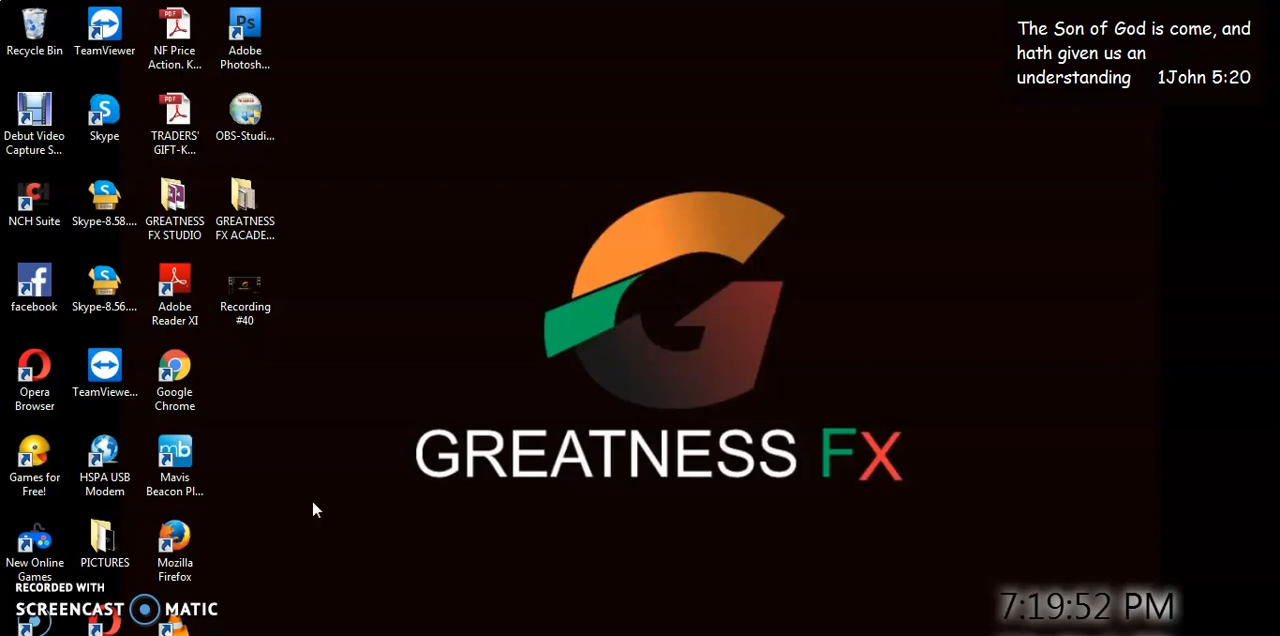 Recycle Bin
TeamViewer
NF Price
Action. K...
Adobe
Photosh...
Debut Video
Capture S...
Skype
TRADERS'
GIFT-K...
OBS-Studi...
NCH Suite
Skype-8.58....
GREATNESS
FX STUDIO
GREATNESS
FX ACADE...
facebook
Skype-8.56....
Adobe
Reader XI
Recording
#40
Opera
Browser
TeamViewe...
Google
Chrome
Games for
Free!
HSPA USB
Modem
Mavis
Beacon Pl...
New Online
Games
PICTURES
Mozilla
Firefox
RECORDED WITH
SCREENCAST MATIC
The Son of God is come, and
hath given us an
understanding 1John 5:20
GREATNESS FX
7:19:52 PM